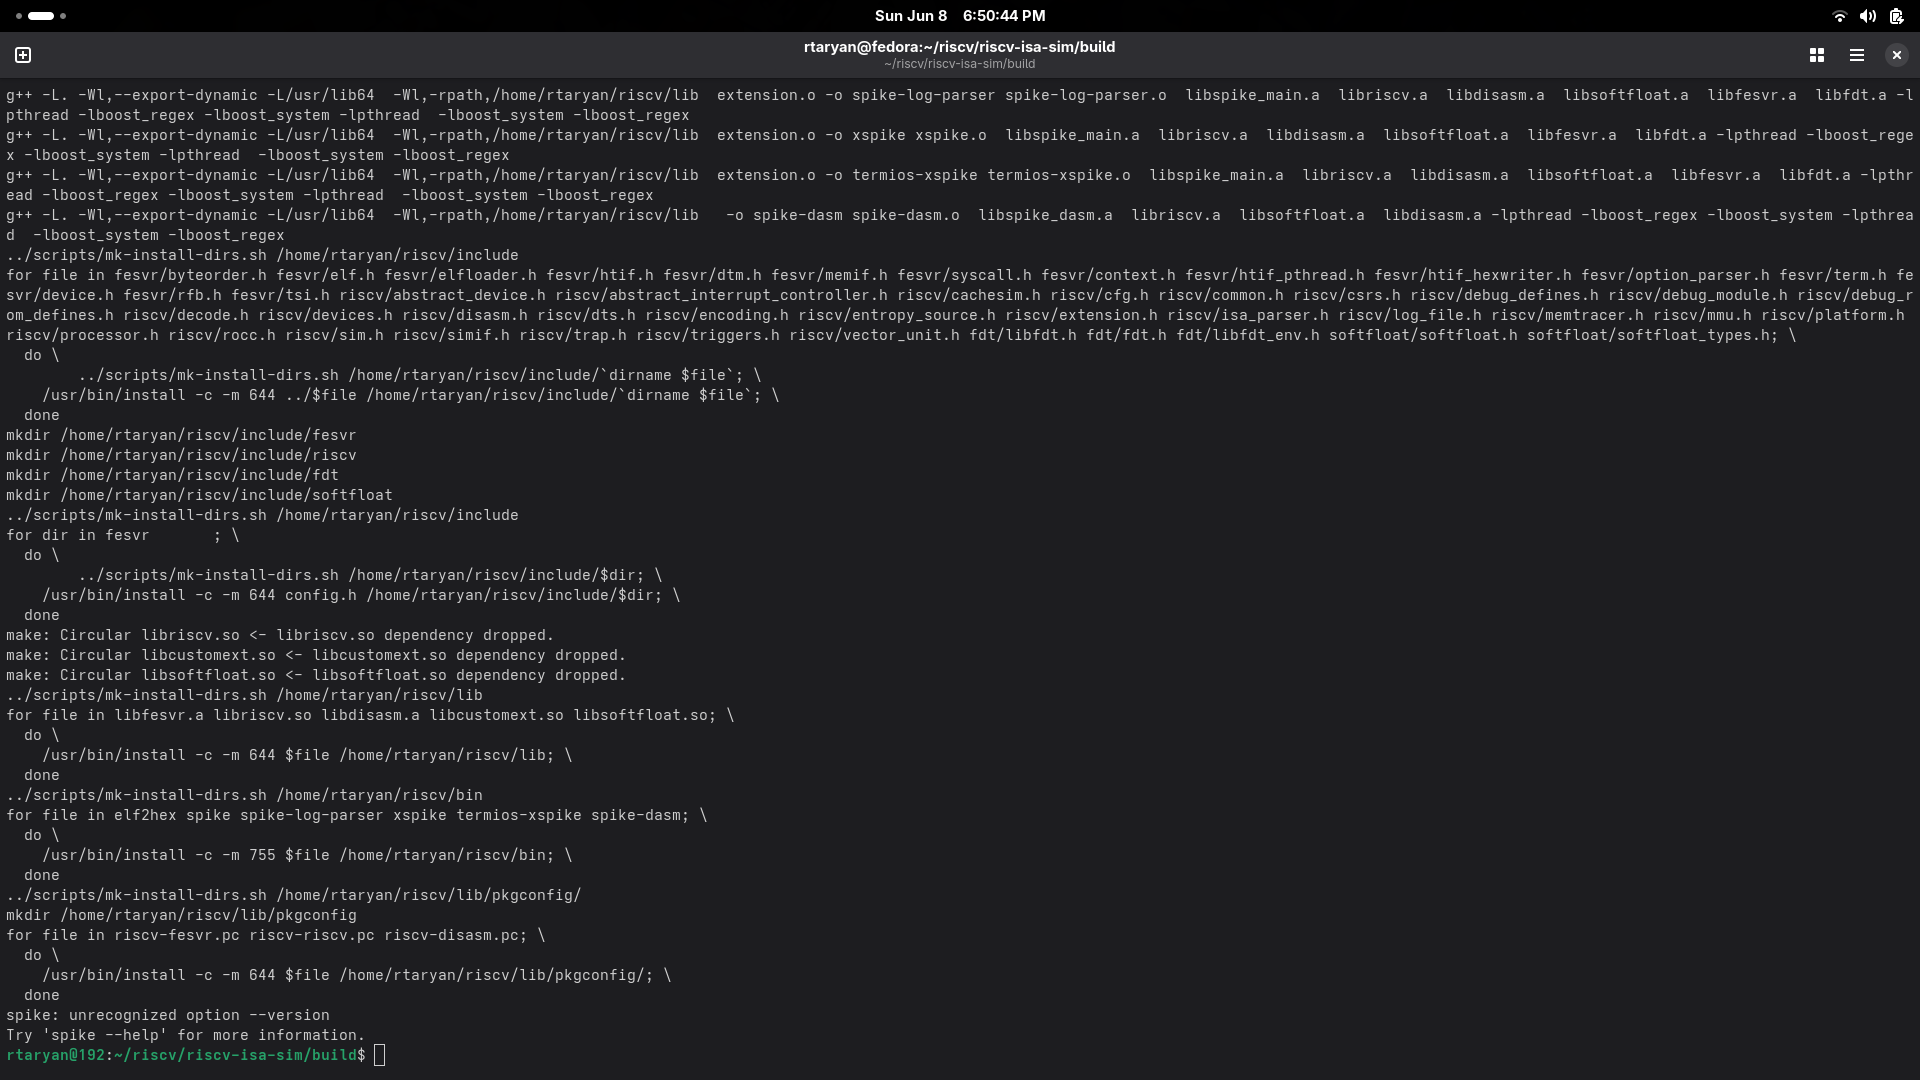 Sun Jun 8 6:50:44 PM
rtaryan@fedora:~/riscv/riscv-isa-sim/build
~/riscv/riscv-isa-sim/build
g++ -L. -Wl,--export-dynamic -L/usr/lib64  -Wl,-rpath,/home/rtaryan/riscv/lib  extension.o -o spike-log-parser spike-log-parser.o  libspike_main.a  libriscv.a  libdisasm.a  libsoftfloat.a  libfesvr.a  libfdt.a -l
pthread -lboost_regex -lboost_system -lpthread  -lboost_system -lboost_regex
g++ -L. -Wl,--export-dynamic -L/usr/lib64  -Wl,-rpath,/home/rtaryan/riscv/lib  extension.o -o xspike xspike.o  libspike_main.a  libriscv.a  libdisasm.a  libsoftfloat.a  libfesvr.a  libfdt.a -lpthread -lboost_rege
x -lboost_system -lpthread  -lboost_system -lboost_regex
g++ -L. -Wl,--export-dynamic -L/usr/lib64  -Wl,-rpath,/home/rtaryan/riscv/lib  extension.o -o termios-xspike termios-xspike.o  libspike_main.a  libriscv.a  libdisasm.a  libsoftfloat.a  libfesvr.a  libfdt.a -lpthr
ead -lboost_regex -lboost_system -lpthread  -lboost_system -lboost_regex
g++ -L. -Wl,--export-dynamic -L/usr/lib64  -Wl,-rpath,/home/rtaryan/riscv/lib   -o spike-dasm spike-dasm.o  libspike_dasm.a  libriscv.a  libsoftfloat.a  libdisasm.a -lpthread -lboost_regex -lboost_system -lpthrea
d  -lboost_system -lboost_regex
../scripts/mk-install-dirs.sh /home/rtaryan/riscv/include
for file in fesvr/byteorder.h fesvr/elf.h fesvr/elfloader.h fesvr/htif.h fesvr/dtm.h fesvr/memif.h fesvr/syscall.h fesvr/context.h fesvr/htif_pthread.h fesvr/htif_hexwriter.h fesvr/option_parser.h fesvr/term.h fe
svr/device.h fesvr/rfb.h fesvr/tsi.h riscv/abstract_device.h riscv/abstract_interrupt_controller.h riscv/cachesim.h riscv/cfg.h riscv/common.h riscv/csrs.h riscv/debug_defines.h riscv/debug_module.h riscv/debug_r
om_defines.h riscv/decode.h riscv/devices.h riscv/disasm.h riscv/dts.h riscv/encoding.h riscv/entropy_source.h riscv/extension.h riscv/isa_parser.h riscv/log_file.h riscv/memtracer.h riscv/mmu.h riscv/platform.h
riscv/processor.h riscv/rocc.h riscv/sim.h riscv/simif.h riscv/trap.h riscv/triggers.h riscv/vector_unit.h fdt/libfdt.h fdt/fdt.h fdt/libfdt_env.h softfloat/softfloat.h softfloat/softfloat_types.h; \
  do \
        ../scripts/mk-install-dirs.sh /home/rtaryan/riscv/include/`dirname $file`; \
    /usr/bin/install -c -m 644 ../$file /home/rtaryan/riscv/include/`dirname $file`; \
  done
mkdir /home/rtaryan/riscv/include/fesvr
mkdir /home/rtaryan/riscv/include/riscv
mkdir /home/rtaryan/riscv/include/fdt
mkdir /home/rtaryan/riscv/include/softfloat
../scripts/mk-install-dirs.sh /home/rtaryan/riscv/include
for dir in fesvr       ; \
  do \
        ../scripts/mk-install-dirs.sh /home/rtaryan/riscv/include/$dir; \
    /usr/bin/install -c -m 644 config.h /home/rtaryan/riscv/include/$dir; \
  done
make: Circular libriscv.so <- libriscv.so dependency dropped.
make: Circular libcustomext.so <- libcustomext.so dependency dropped.
make: Circular libsoftfloat.so <- libsoftfloat.so dependency dropped.
../scripts/mk-install-dirs.sh /home/rtaryan/riscv/lib
for file in libfesvr.a libriscv.so libdisasm.a libcustomext.so libsoftfloat.so; \
  do \
    /usr/bin/install -c -m 644 $file /home/rtaryan/riscv/lib; \
  done
../scripts/mk-install-dirs.sh /home/rtaryan/riscv/bin
for file in elf2hex spike spike-log-parser xspike termios-xspike spike-dasm; \
  do \
    /usr/bin/install -c -m 755 $file /home/rtaryan/riscv/bin; \
  done
../scripts/mk-install-dirs.sh /home/rtaryan/riscv/lib/pkgconfig/
mkdir /home/rtaryan/riscv/lib/pkgconfig
for file in riscv-fesvr.pc riscv-riscv.pc riscv-disasm.pc; \
  do \
    /usr/bin/install -c -m 644 $file /home/rtaryan/riscv/lib/pkgconfig/; \
  done
spike: unrecognized option --version
Try 'spike --help' for more information.
rtaryan@192:~/riscv/riscv-isa-sim/build$